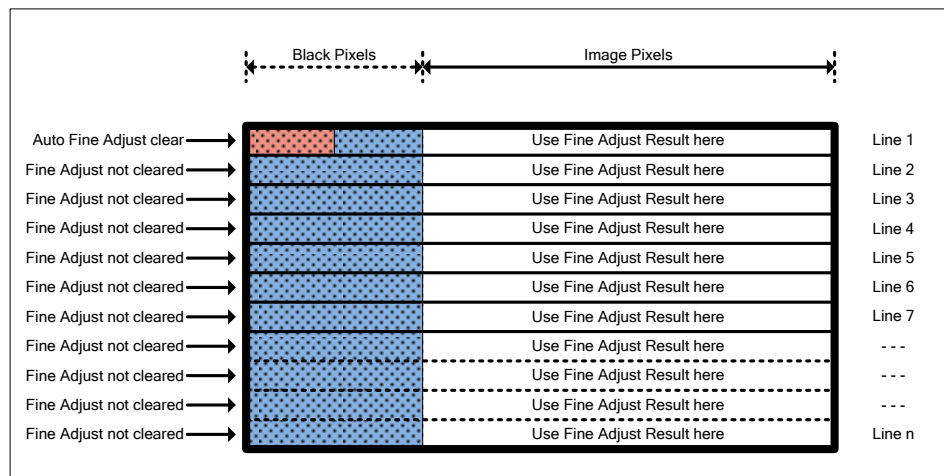 Black Pixels Image Pixels
Auto Fine Adjust clear Use Fine Adjust Result here Line 1
Fine Adjust not cleared Use Fine Adjust Result here Line 2
Fine Adjust not cleared Use Fine Adjust Result here Line 3
Fine Adjust not cleared Use Fine Adjust Result here Line 4
Fine Adjust not cleared Use Fine Adjust Result here Line 5
Fine Adjust not cleared Use Fine Adjust Result here Line 6
Fine Adjust not cleared Use Fine Adjust Result here Line 7
Fine Adjust not cleared Use Fine Adjust Result here - - -
Fine Adjust not cleared Use Fine Adjust Result here - - -
Fine Adjust not cleared Use Fine Adjust Result here - - -
Fine Adjust not cleared Use Fine Adjust Result here Line n